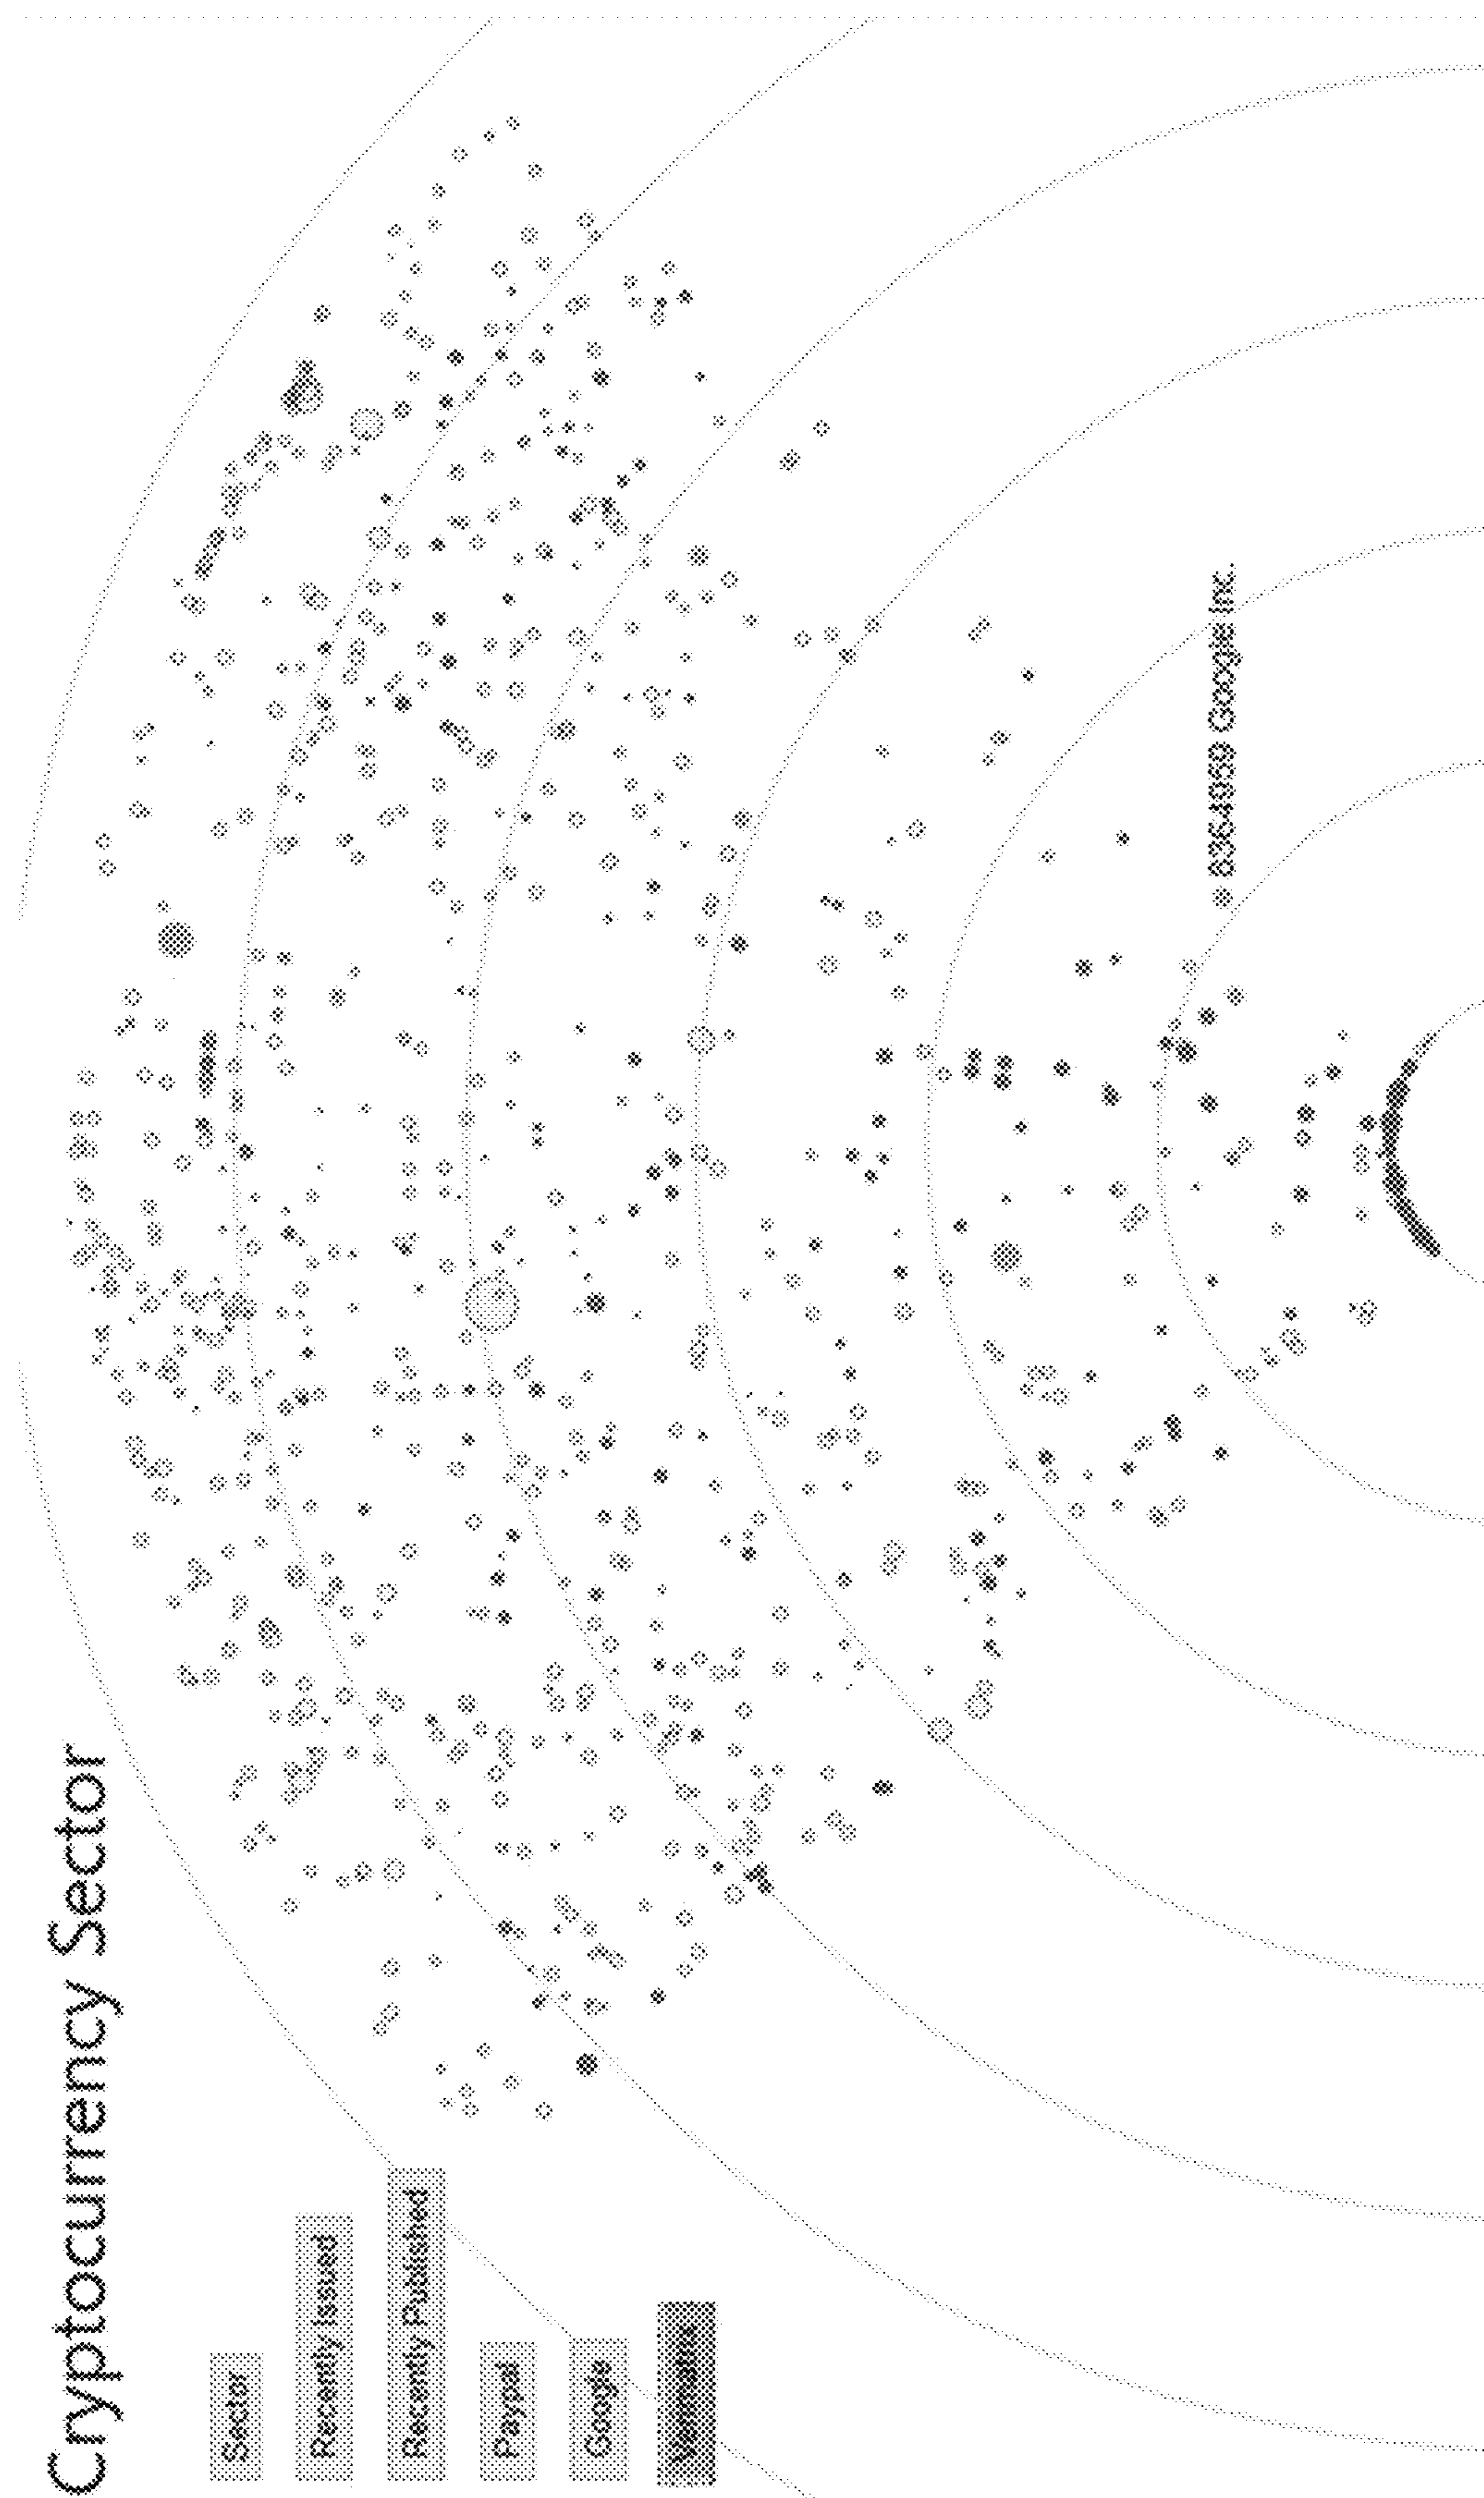 Cryptocurrency Sector
Sector
Recently Issued
Recently Published
Paypal
Google
8364959 Google Inc.